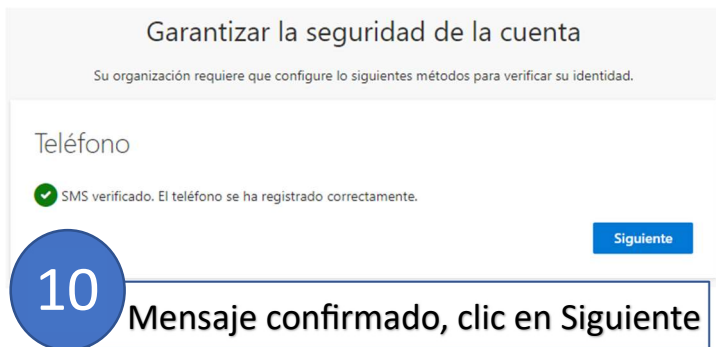 Garantizar la seguridad de la cuenta
Su organización requiere que configure lo siguientes métodos para verificar su identidad.
Teléfono
SMS verificado. El teléfono se ha registrado correctamente.
Siguiente
10
Mensaje confirmado, clic en Siguiente